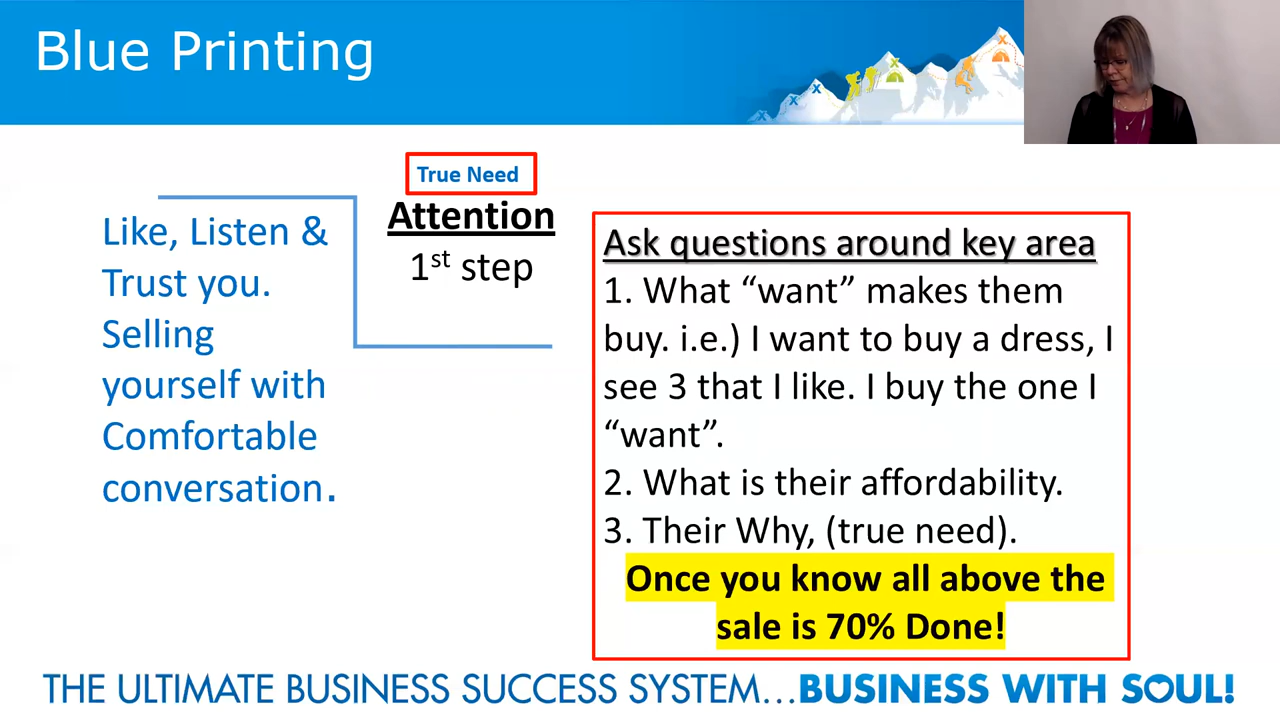 Blue Printing
True Need
Attention
1st step
Like, Listen &
Trust you.
Selling
yourself with
Comfortable
conversation.
Ask questions around key area
1. What “want” makes them
buy. i.e.) I want to buy a dress, I
see 3 that I like. I buy the one I
“want”.
2. What is their affordability.
3. Their Why, (true need).
Once you know all above the
sale is 70% Done!
THE ULTIMATE BUSINESS SUCCESS SYSTEM...BUSINESS WITH SOUL!